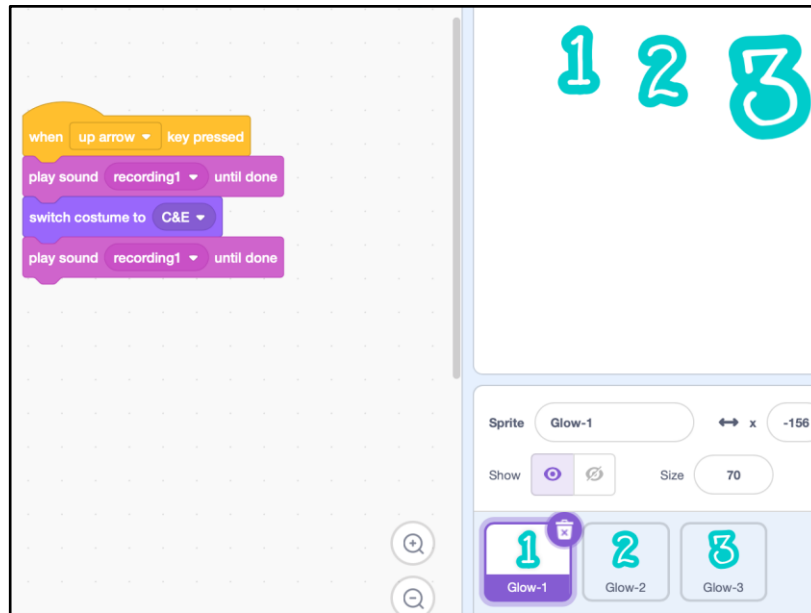 1 2 3
when up arrow key pressed
play sound recording1 until done
switch costume to C&E
play sound recording1 until done
Sprite Glow-1 x -156
Show Size 70
1 2 3
Glow-1 Glow-2 Glow-3